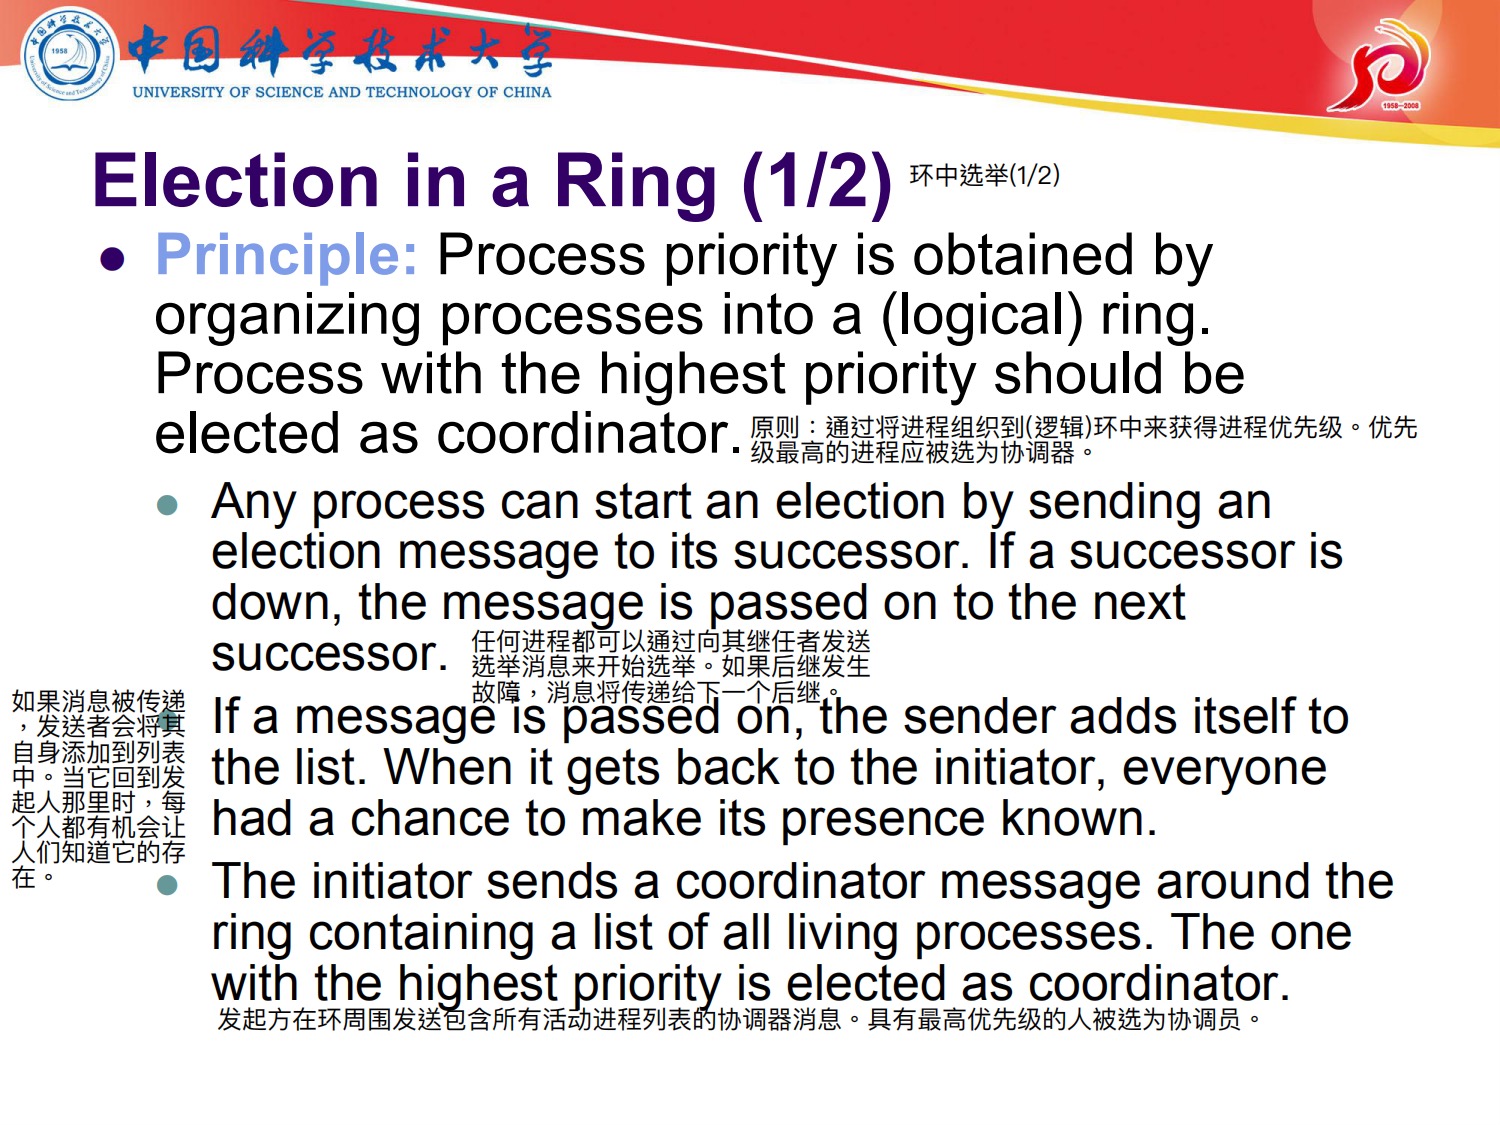 中国科学技术大学
UNIVERSITY OF SCIENCE AND TECHNOLOGY OF CHINA
1958
1958-2008
Election in a Ring (1/2)
环中选举(1/2)
Principle: Process priority is obtained by
organizing processes into a (logical) ring.
Process with the highest priority should be
elected as coordinator.
原则：通过将进程组织到(逻辑)环中来获得进程优先级。优先
级最高的进程应被选为协调器。
Any process can start an election by sending an
election message to its successor. If a successor is
down, the message is passed on to the next
successor.
任何进程都可以通过向其继任者发送
选举消息来开始选举。如果后继发生
故障，消息将传递给下一个后继。
If a message is passed on, the sender adds itself to
the list. When it gets back to the initiator, everyone
had a chance to make its presence known.
如果消息被传递
，发送者会将其
自身添加到列表
中。当它回到发
起人那里时，每
个人都有机会让
人们知道它的存
在。
The initiator sends a coordinator message around the
ring containing a list of all living processes. The one
with the highest priority is elected as coordinator.
发起方在环周围发送包含所有活动进程列表的协调器消息。具有最高优先级的人被选为协调员。